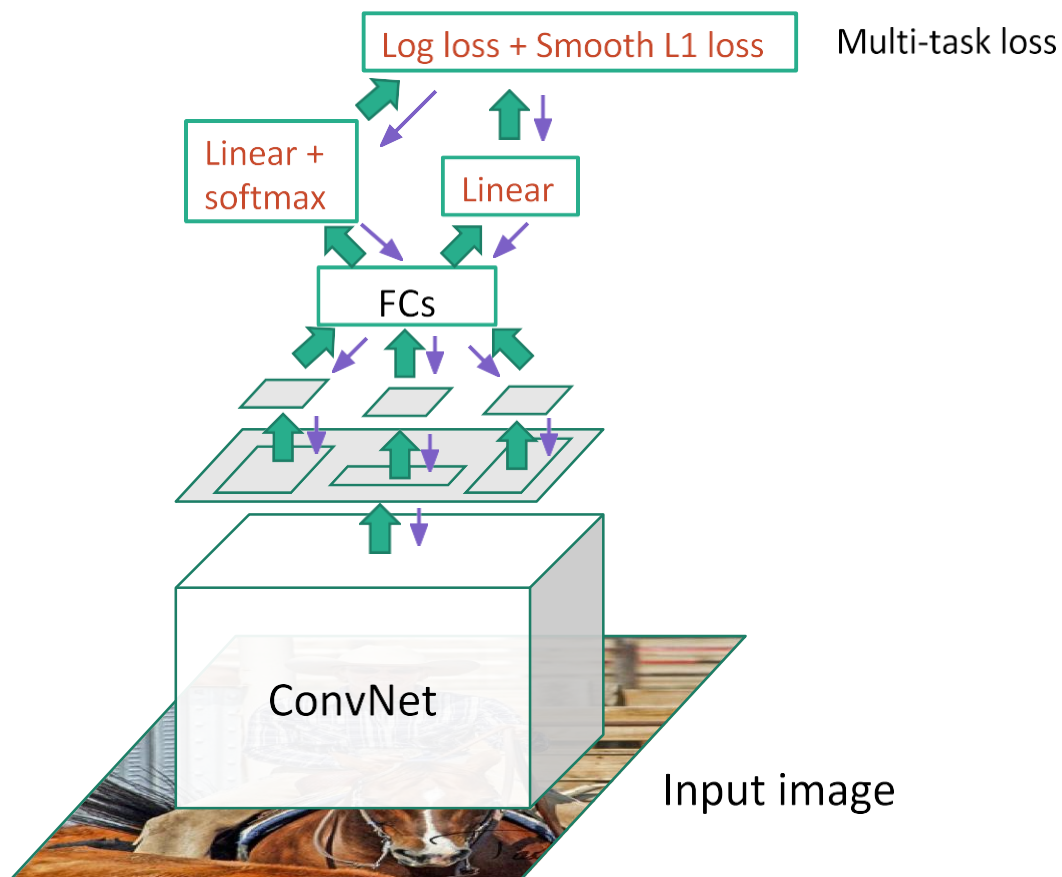 Log loss + Smooth L1 loss
Multi-task loss
Linear +
softmax
Linear
FCs
ConvNet
Input image